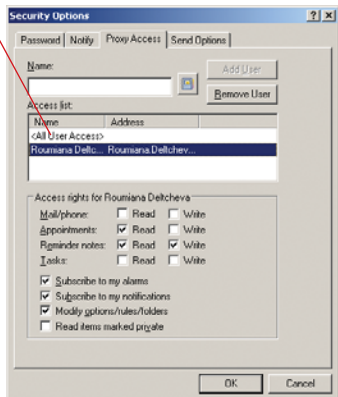 Security Options
Password Notify Proxy Access Send Options
Name:
Add User
Remove User
Access list:
Name Address
<All User Access>
Roumiana Deltc... Roumiana.Deltchev...
Access rights for Roumiana Deltcheva
Mail/phone: Read Write
Appointments: Read Write
Reminder notes: Read Write
Tasks: Read Write
Subscribe to my alarms
Subscribe to my notifications
Modify options/rules/folders
Read items marked private
OK Cancel